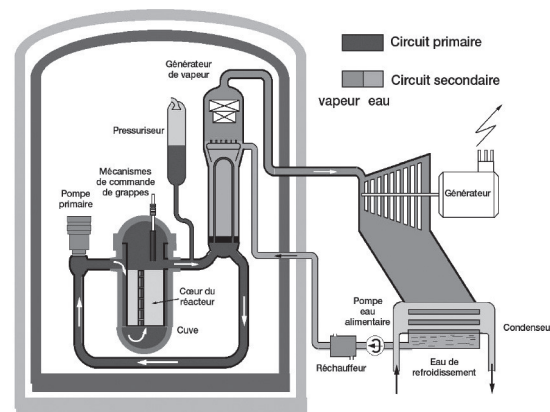 Circuit primaire
Circuit secondaire
vapeur eau
Générateur
de vapeur
Pressuriseur
Mécanismes
de commande
de grappes
Pompe
primaire
Générateur
Cœur du
réacteur
Cuve
Pompe
eau
alimentaire
Condenseu
Réchauffeur
Eau de
refroidissement